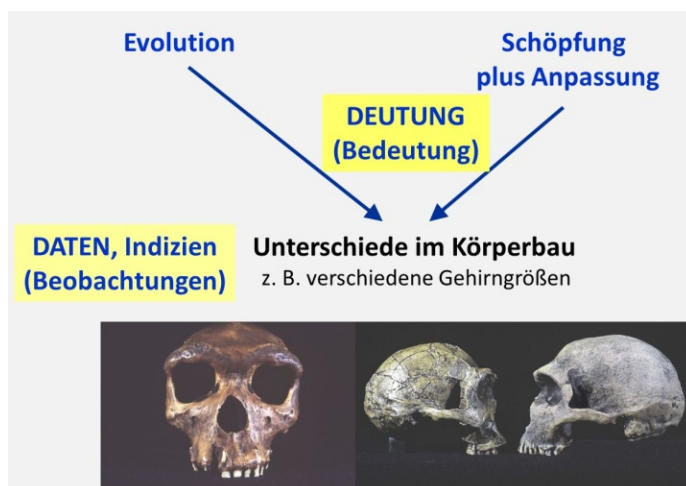 Evolution
Schöpfung
plus Anpassung
DEUTUNG
(Bedeutung)
DATEN, Indizien
(Beobachtungen)
Unterschiede im Körperbau
z. B. verschiedene Gehirngrößen